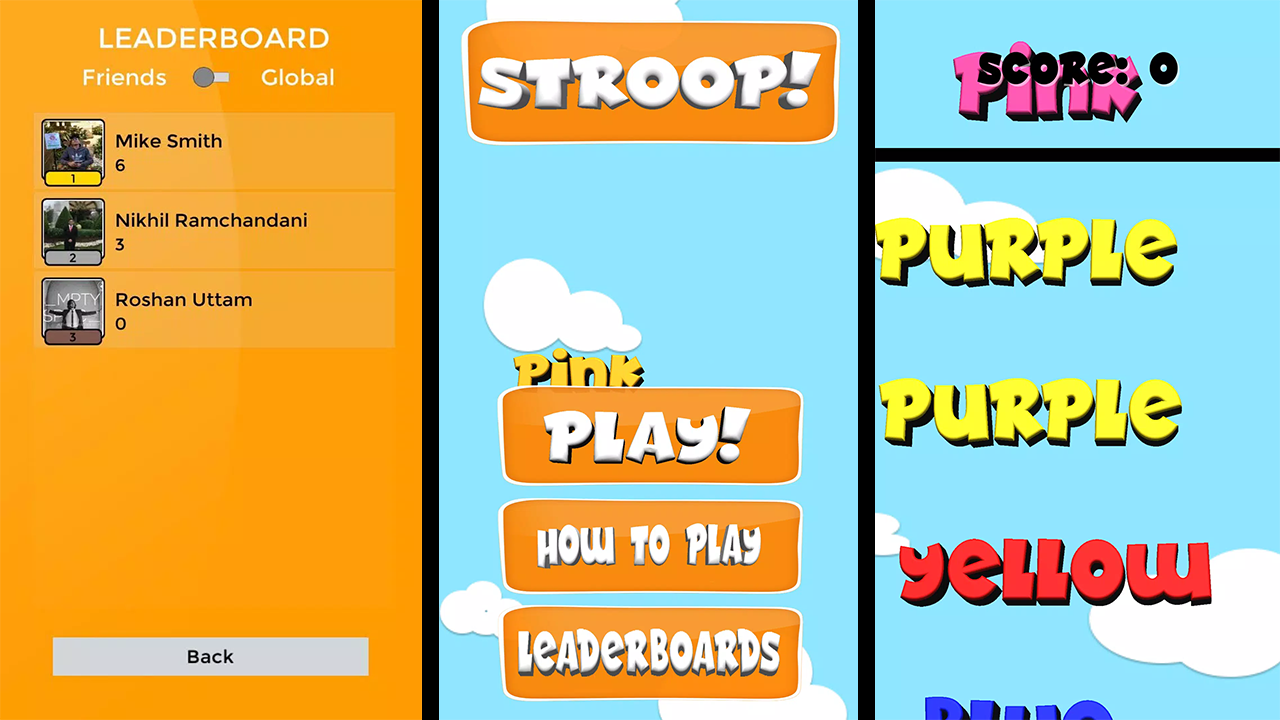 LEADERBOARD
Friends Global
Mike Smith
6
1
Nikhil Ramchandani
3
2
Roshan Uttam
0
3
Back
STROOP!
Pink
PLAY!
HOW TO PLAY
LEADERBOARDS
Pink
SCORE: 0
PURPLE
PURPLE
YELLOW
BLUE